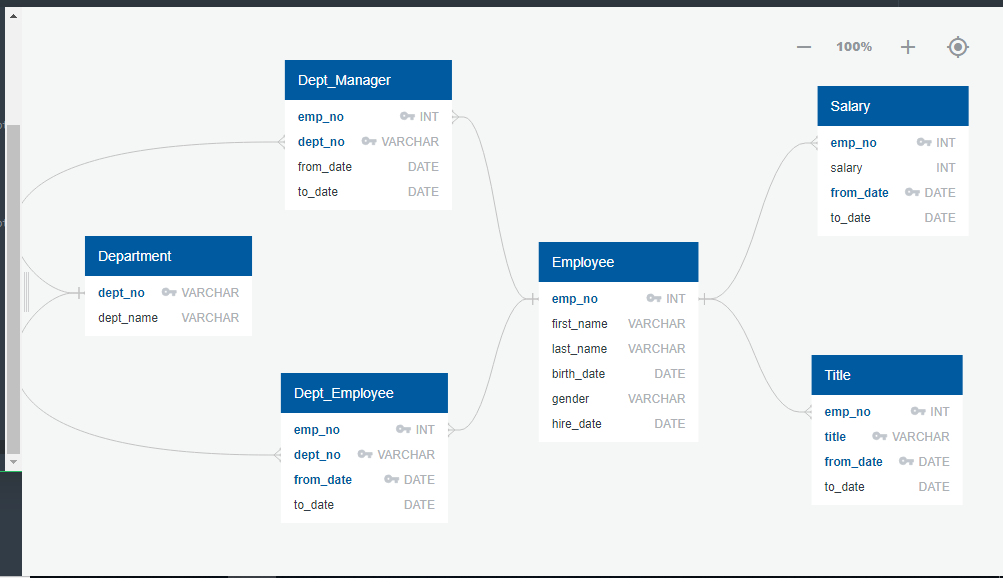 100%
Dept_Manager
emp_no INT
dept_no VARCHAR
from_date DATE
to_date DATE
Salary
emp_no INT
salary INT
from_date DATE
to_date DATE
Department
dept_no VARCHAR
dept_name VARCHAR
Employee
emp_no INT
first_name VARCHAR
last_name VARCHAR
birth_date DATE
gender VARCHAR
hire_date DATE
Dept_Employee
emp_no INT
dept_no VARCHAR
from_date DATE
to_date DATE
Title
emp_no INT
title VARCHAR
from_date DATE
to_date DATE